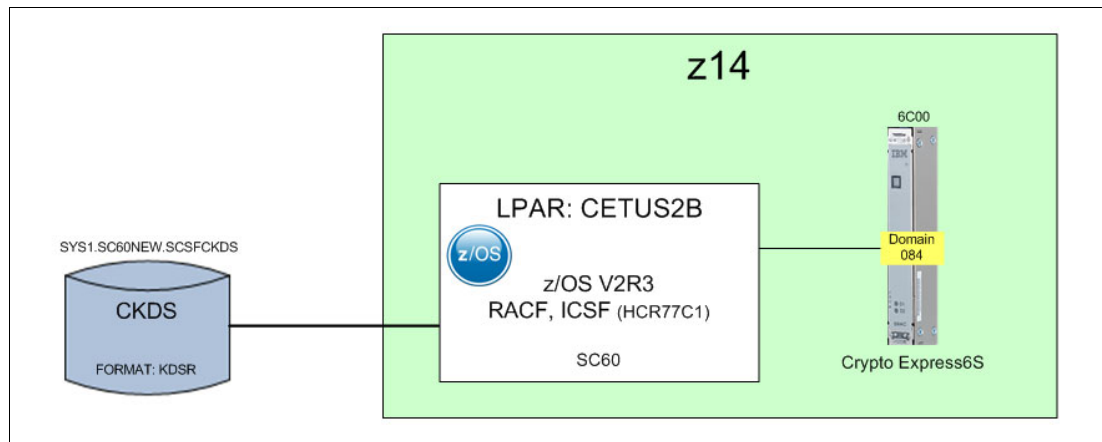 z14
6C00
IBM
LPAR: CETUS2B
SYS1.SC60NEW.SCSFCKDS
z/OS
Domain
084
z/OS V2R3
CKDS
RACF, ICSF (HCR77C1)
FORMAT: KDSR
SC60
Crypto Express6S